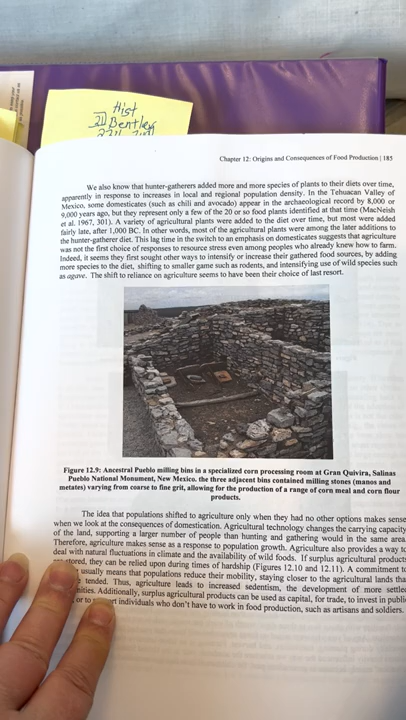 Hist
Bentley
Chapter 12: Origins and Consequences of Food Production | 185
We also know that hunter-gatherers added more and more species of plants to their diets over time,
apparently in response to increases in local and regional population density. In the Tehuacan Valley of
Mexico, some domesticates (such as chili and avocado) appear in the archaeological record by 8,000 or
9,000 years ago, but they represent only a few of the 20 or so food plants identified at that time (MacNeish
et al. 1967, 301). A variety of agricultural plants were added to the diet over time, but most were added
fairly late, after 1,000 BC. In other words, most of the agricultural plants were among the later additions to
the hunter-gatherer diet. This lag time in the switch to an emphasis on domesticates suggests that agriculture
was not the first choice of responses to resource stress even among peoples who already knew how to farm.
Indeed, it seems they first sought other ways to intensify or increase their gathered food sources, by adding
more species to the diet, shifting to smaller game such as rodents, and intensifying use of wild species such
as agave. The shift to reliance on agriculture seems to have been their choice of last resort.
Figure 12.9: Ancestral Pueblo milling bins in a specialized corn processing room at Gran Quivira, Salinas
Pueblo National Monument, New Mexico. the three adjacent bins contained milling stones (manos and
metates) varying from coarse to fine grit, allowing for the production of a range of corn meal and corn flour
products.
The idea that populations shifted to agriculture only when they had no other options makes sense
when we look at the consequences of domestication. Agricultural technology changes the carrying capacity
of the land, supporting a larger number of people than hunting and gathering would in the same area.
Therefore, agriculture makes sense as a response to population growth. Agriculture also provides a way to
deal with natural fluctuations in climate and the availability of wild foods. If surplus agricultural products
stored, they can be relied upon during times of hardship (Figures 12.10 and 12.11). A commitment to
usually means that populations reduce their mobility, staying closer to the agricultural lands tha
tended. Thus, agriculture leads to increased sedentism, the development of more settled
Additionally, surplus agricultural products can be used as capital, for trade, to invest in public
or to individuals who don't have to work in food production, such as artisans and soldiers.